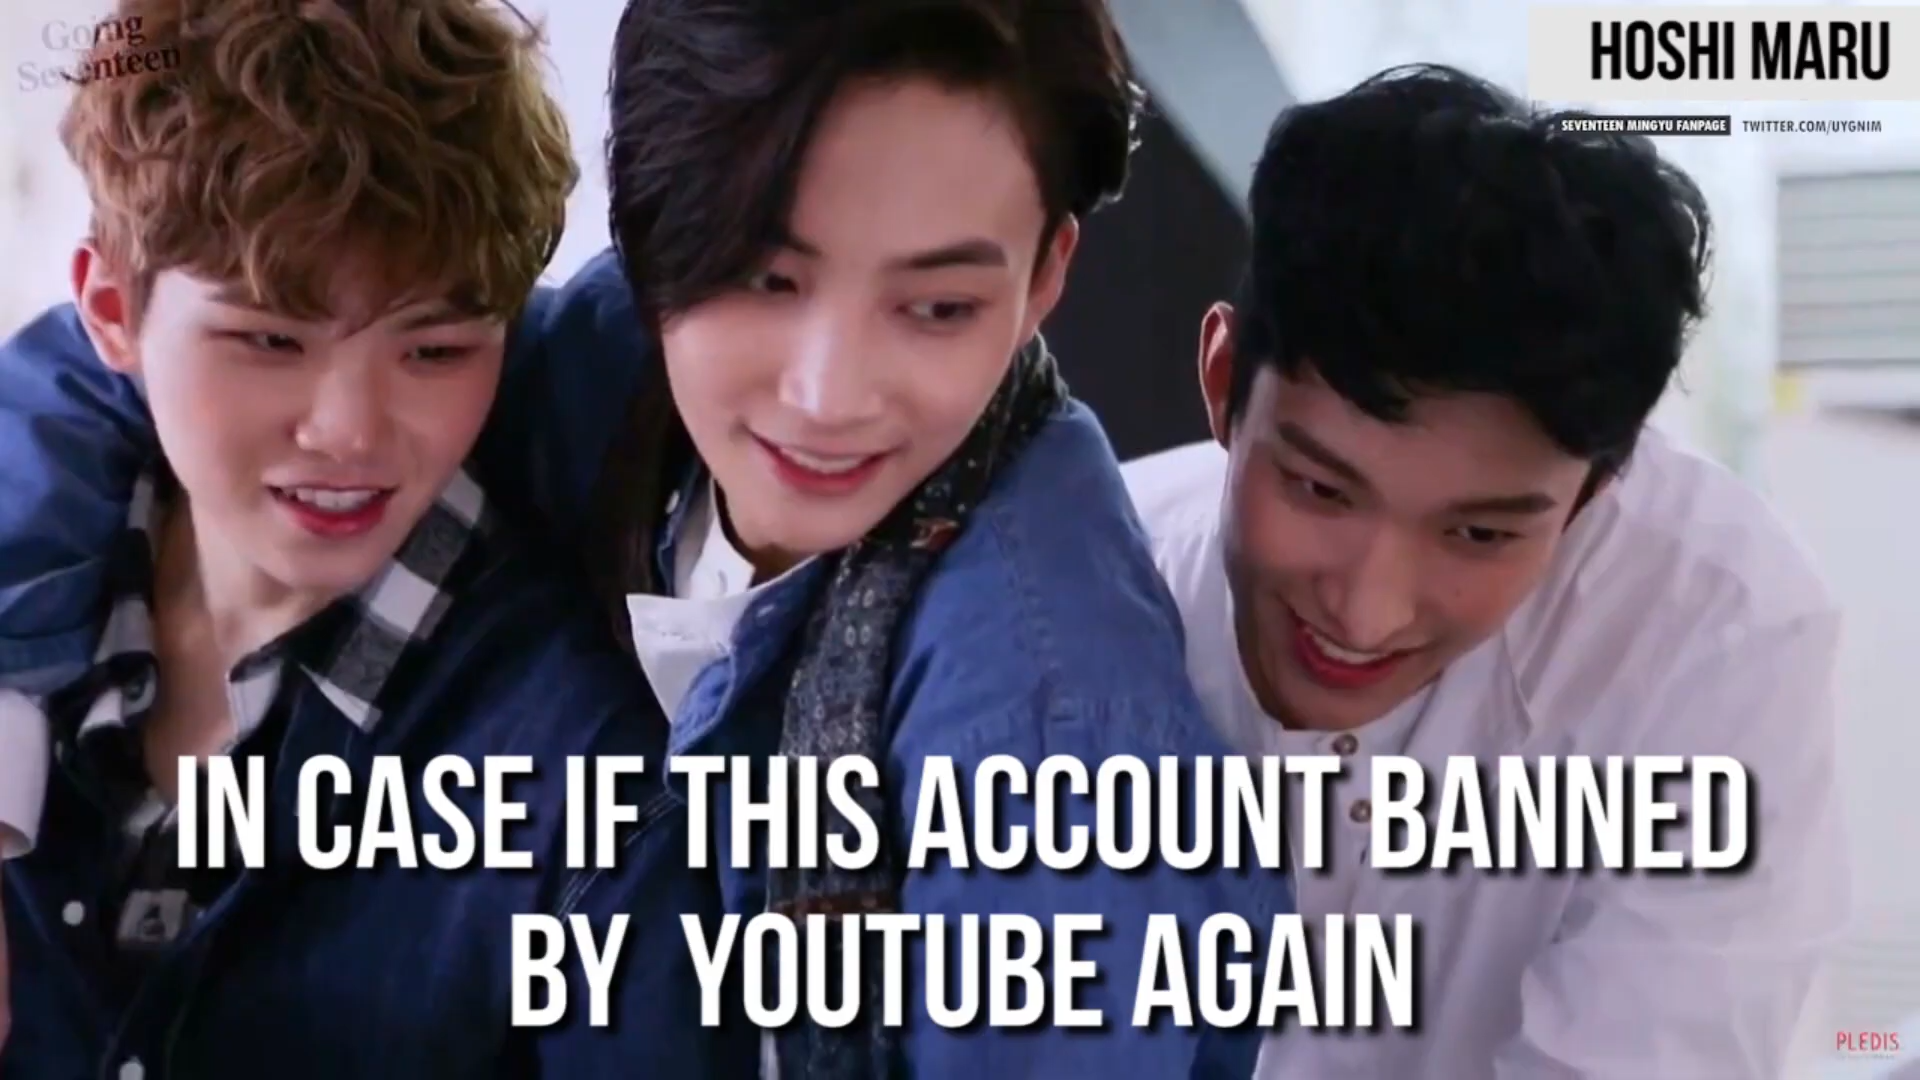 Going
Seventeen
HOSHI MARU
SEVENTEEN MINGYU FANPAGE TWITTER.COM/UYGNIM
IN CASE IF THIS ACCOUNT BANNED
BY YOUTUBE AGAIN
PLEDIS